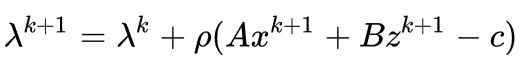 λ^{k+1} = λ^k + ρ(Ax^{k+1} + Bz^{k+1} − c)